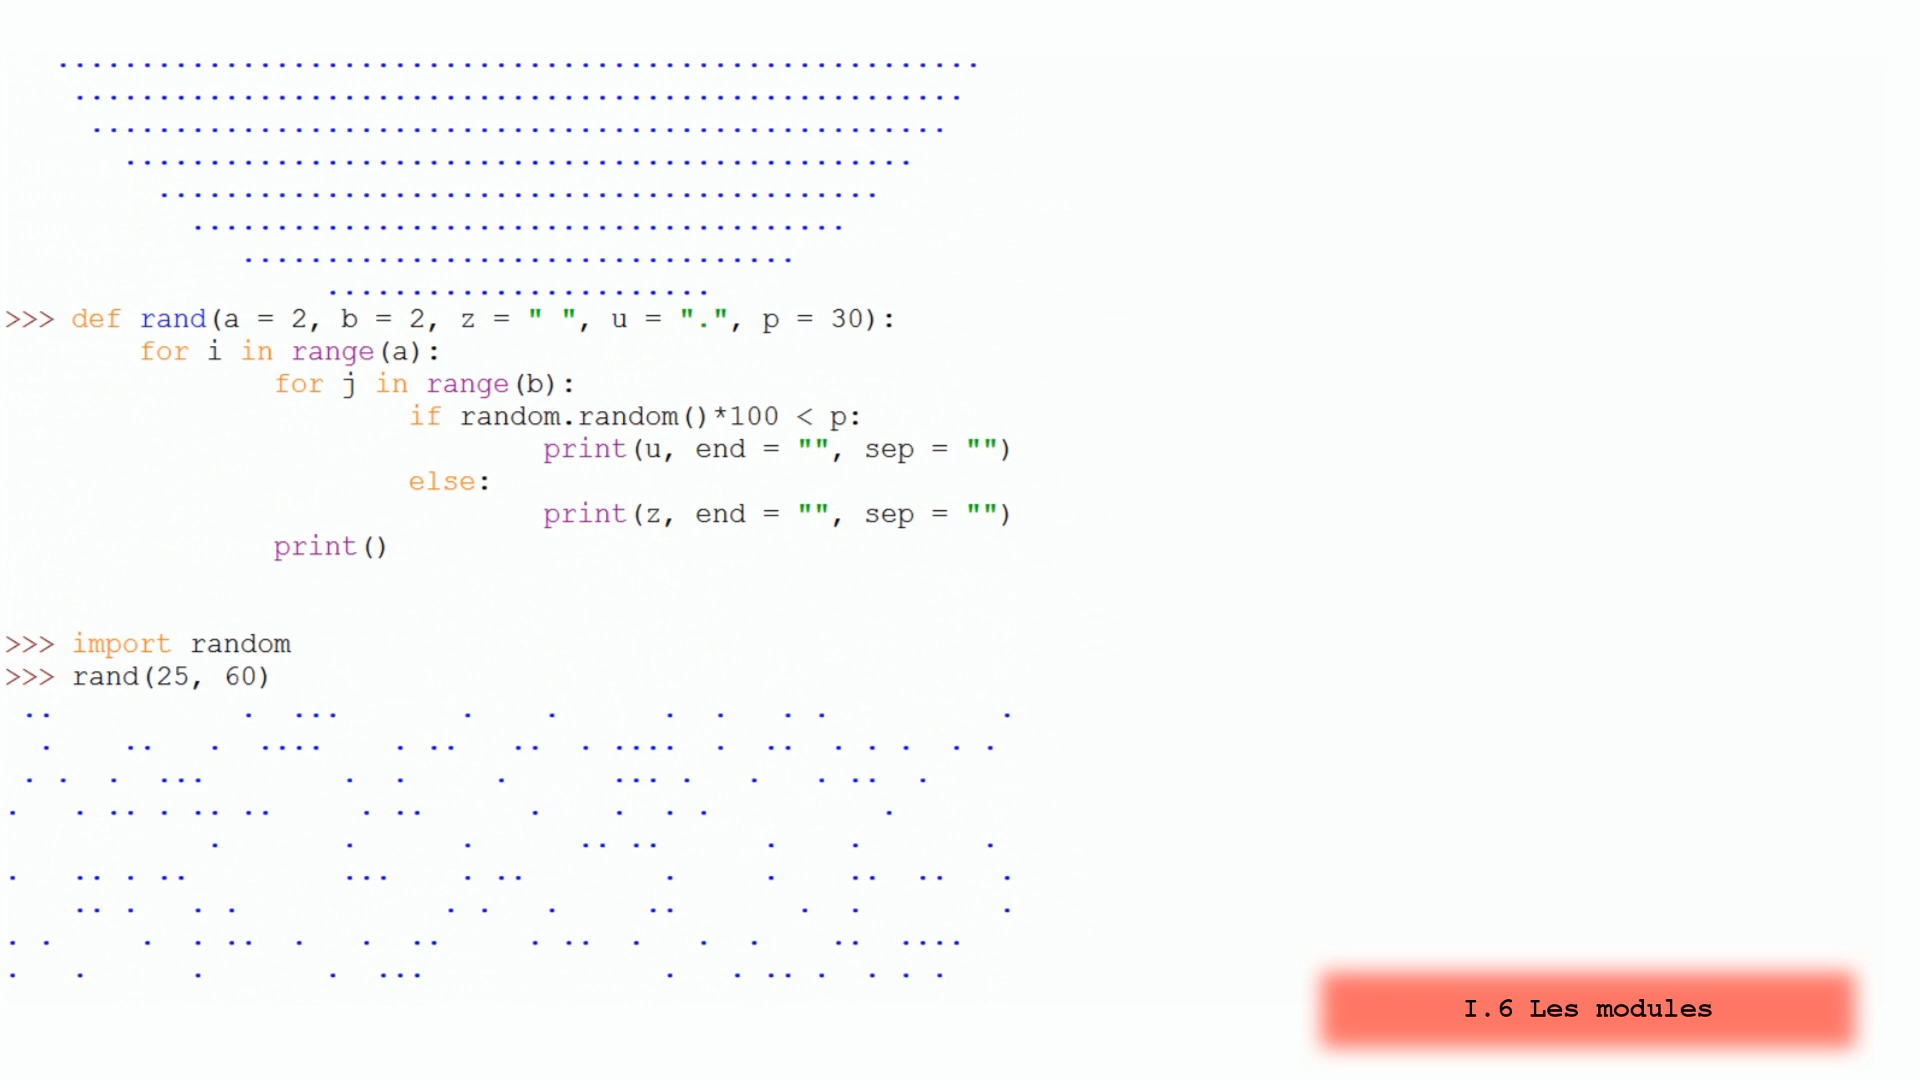 .......................................................
.....................................................
...................................................
...............................................
...........................................
.......................................
.................................
.......................
>>> def rand(a = 2, b = 2, z = " ", u = ".", p = 30):
for i in range(a):
for j in range(b):
if random.random()*100 < p:
print(u, end = "", sep = "")
else:
print(z, end = "", sep = "")
print()
>>> import random
>>> rand(25, 60)
 ..           .  ...       .    .      .  .   . .          .
  .    ..   .  ....    . ..   ..  . ....  .  ..  . . .  . .
 . .  .  ...        .  .     .      ... .   .   . ..  .
.   . .. . .. ..     . ..      .    .  . .          .
            .       .      .      .. ..      .    .       .
.   .. . ..         ...    . ..        .     .    ..  ..   .
    .. .   . .            . .   .     ..       . .        .
. .     .  . ..  .   .  ..     . ..  .   .  .    ..  ....
.   .      .       .  ...              .   . .. .  . . .
I.6 Les modules